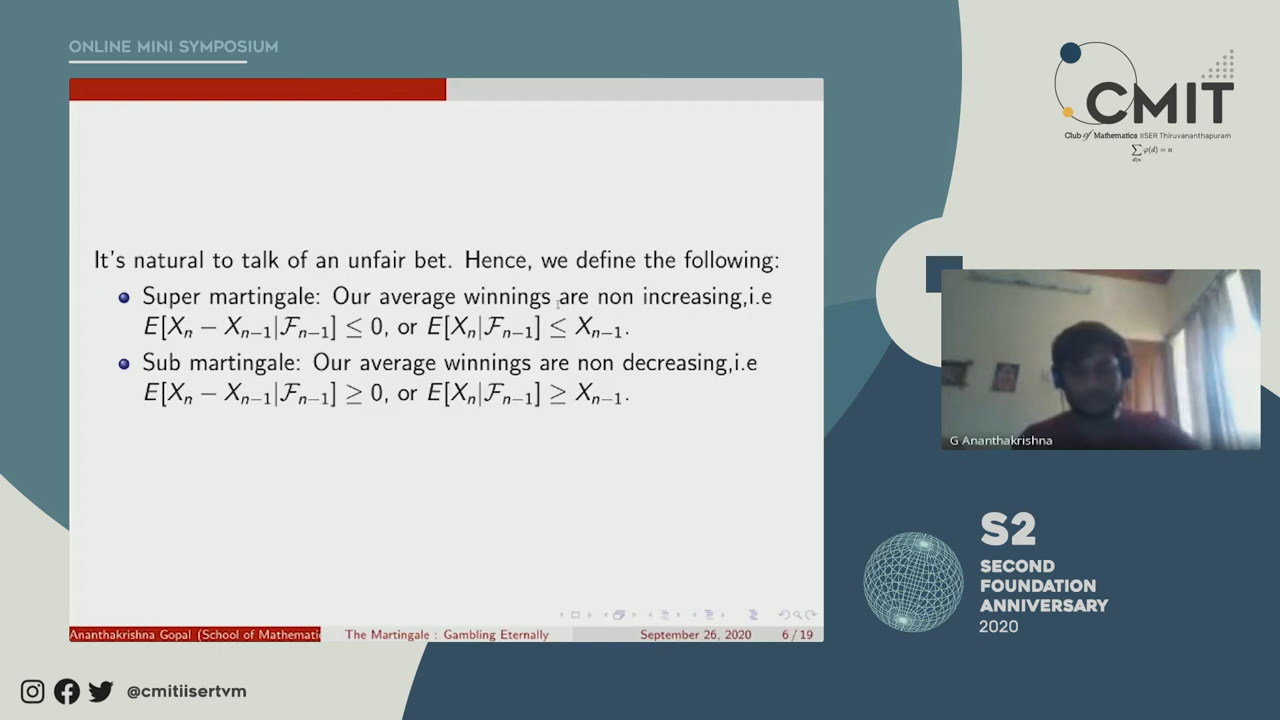 ONLINE MINI SYMPOSIUM
CMIT
Club of Mathematics IISER Thiruvananthapuram
∑ φ(d) = n
d|n
It's natural to talk of an unfair bet. Hence, we define the following:
Super martingale: Our average winnings are non increasing,i.e
E[Xₙ − Xₙ₋₁|ℱₙ₋₁] ≤ 0, or E[Xₙ|ℱₙ₋₁] ≤ Xₙ₋₁.
Sub martingale: Our average winnings are non decreasing,i.e
E[Xₙ − Xₙ₋₁|ℱₙ₋₁] ≥ 0, or E[Xₙ|ℱₙ₋₁] ≥ Xₙ₋₁.
Ananthakrishna Gopal (School of Mathemati The Martingale : Gambling Eternally September 26, 2020 6 / 19
G Ananthakrishna
S2
SECOND
FOUNDATION
ANNIVERSARY
2020
@cmitiisertvm